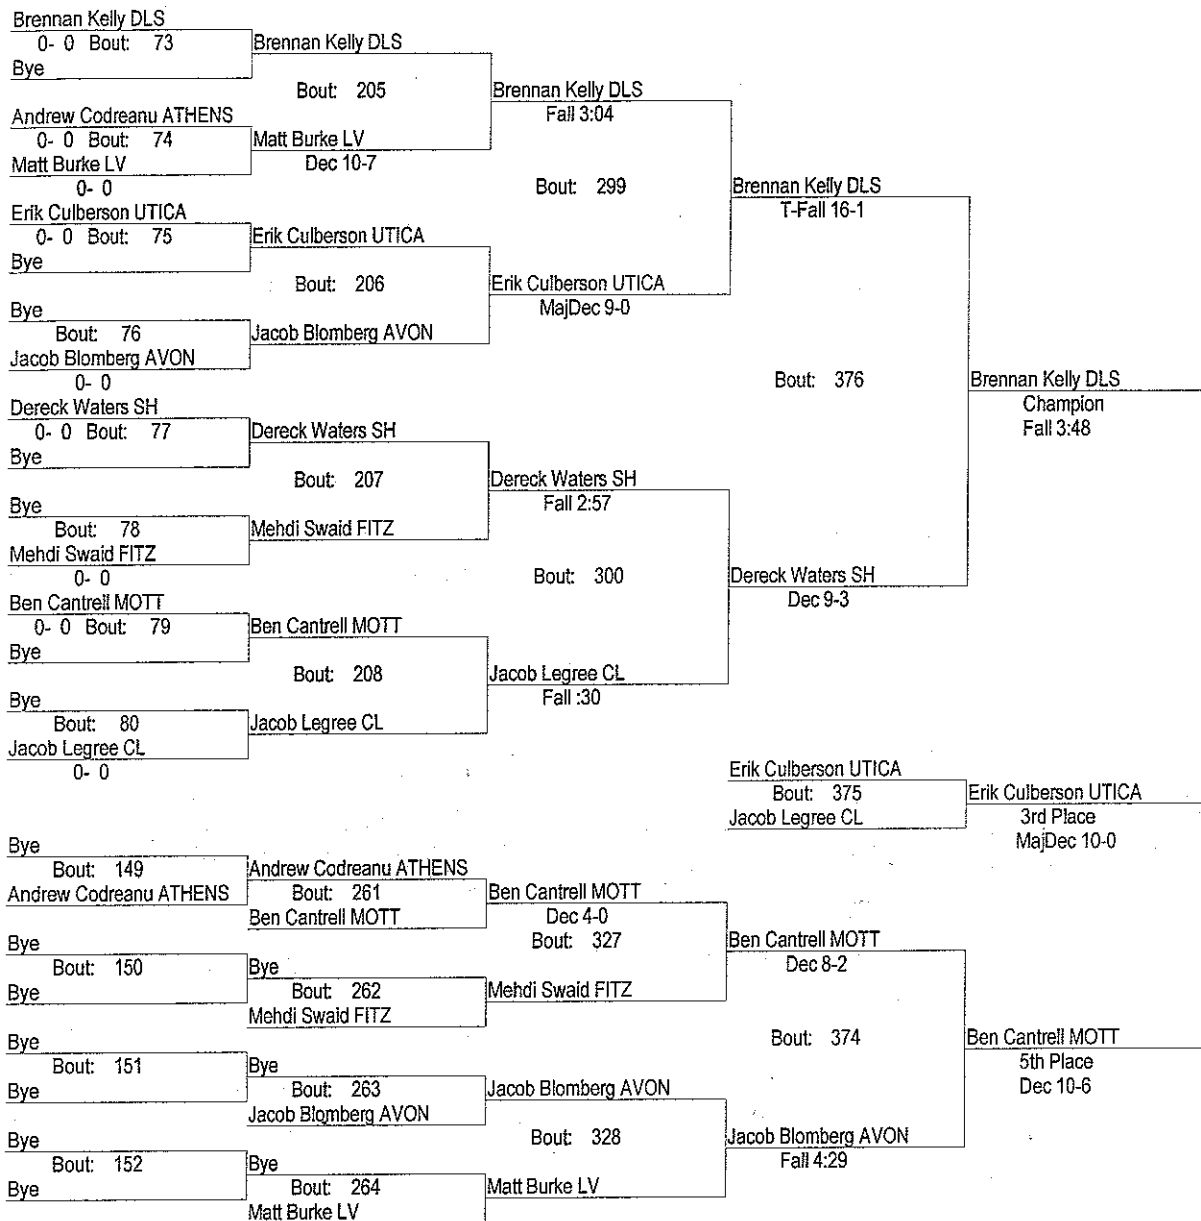 Brennan Kelly DLS
0- 0 Bout: 73
Bye
Brennan Kelly DLS
Bout: 205
Andrew Codreanu ATHENS
0- 0 Bout: 74
Matt Burke LV
0- 0
Matt Burke LV
Dec 10-7
Brennan Kelly DLS
Fall 3:04
Bout: 299
Erik Culberson UTICA
0- 0 Bout: 75
Bye
Erik Culberson UTICA
Bout: 206
Bye
Bout: 76
Jacob Blomberg AVON
0- 0
Jacob Blomberg AVON
Erik Culberson UTICA
MajDec 9-0
Brennan Kelly DLS
T-Fall 16-1
Bout: 376
Brennan Kelly DLS
Champion
Fall 3:48
Dereck Waters SH
0- 0 Bout: 77
Bye
Dereck Waters SH
Bout: 207
Bye
Bout: 78
Mehdi Swaid FITZ
0- 0
Mehdi Swaid FITZ
Dereck Waters SH
Fall 2:57
Bout: 300
Ben Cantrell MOTT
0- 0 Bout: 79
Bye
Ben Cantrell MOTT
Bout: 208
Bye
Bout: 80
Jacob Legree CL
0- 0
Jacob Legree CL
Jacob Legree CL
Fall :30
Dereck Waters SH
Dec 9-3
Erik Culberson UTICA
Bout: 375
Jacob Legree CL
Erik Culberson UTICA
3rd Place
MajDec 10-0
Bye
Bout: 149
Andrew Codreanu ATHENS
Andrew Codreanu ATHENS
Bout: 261
Ben Cantrell MOTT
Ben Cantrell MOTT
Dec 4-0
Bout: 327
Bye
Bout: 150
Bye
Bye
Bout: 262
Mehdi Swaid FITZ
Mehdi Swaid FITZ
Ben Cantrell MOTT
Dec 8-2
Bout: 374
Bye
Bout: 151
Bye
Bye
Bout: 263
Jacob Blomberg AVON
Jacob Blomberg AVON
Bout: 328
Bye
Bout: 152
Bye
Bye
Bout: 264
Matt Burke LV
Matt Burke LV
Jacob Blomberg AVON
Fall 4:29
Ben Cantrell MOTT
5th Place
Dec 10-6